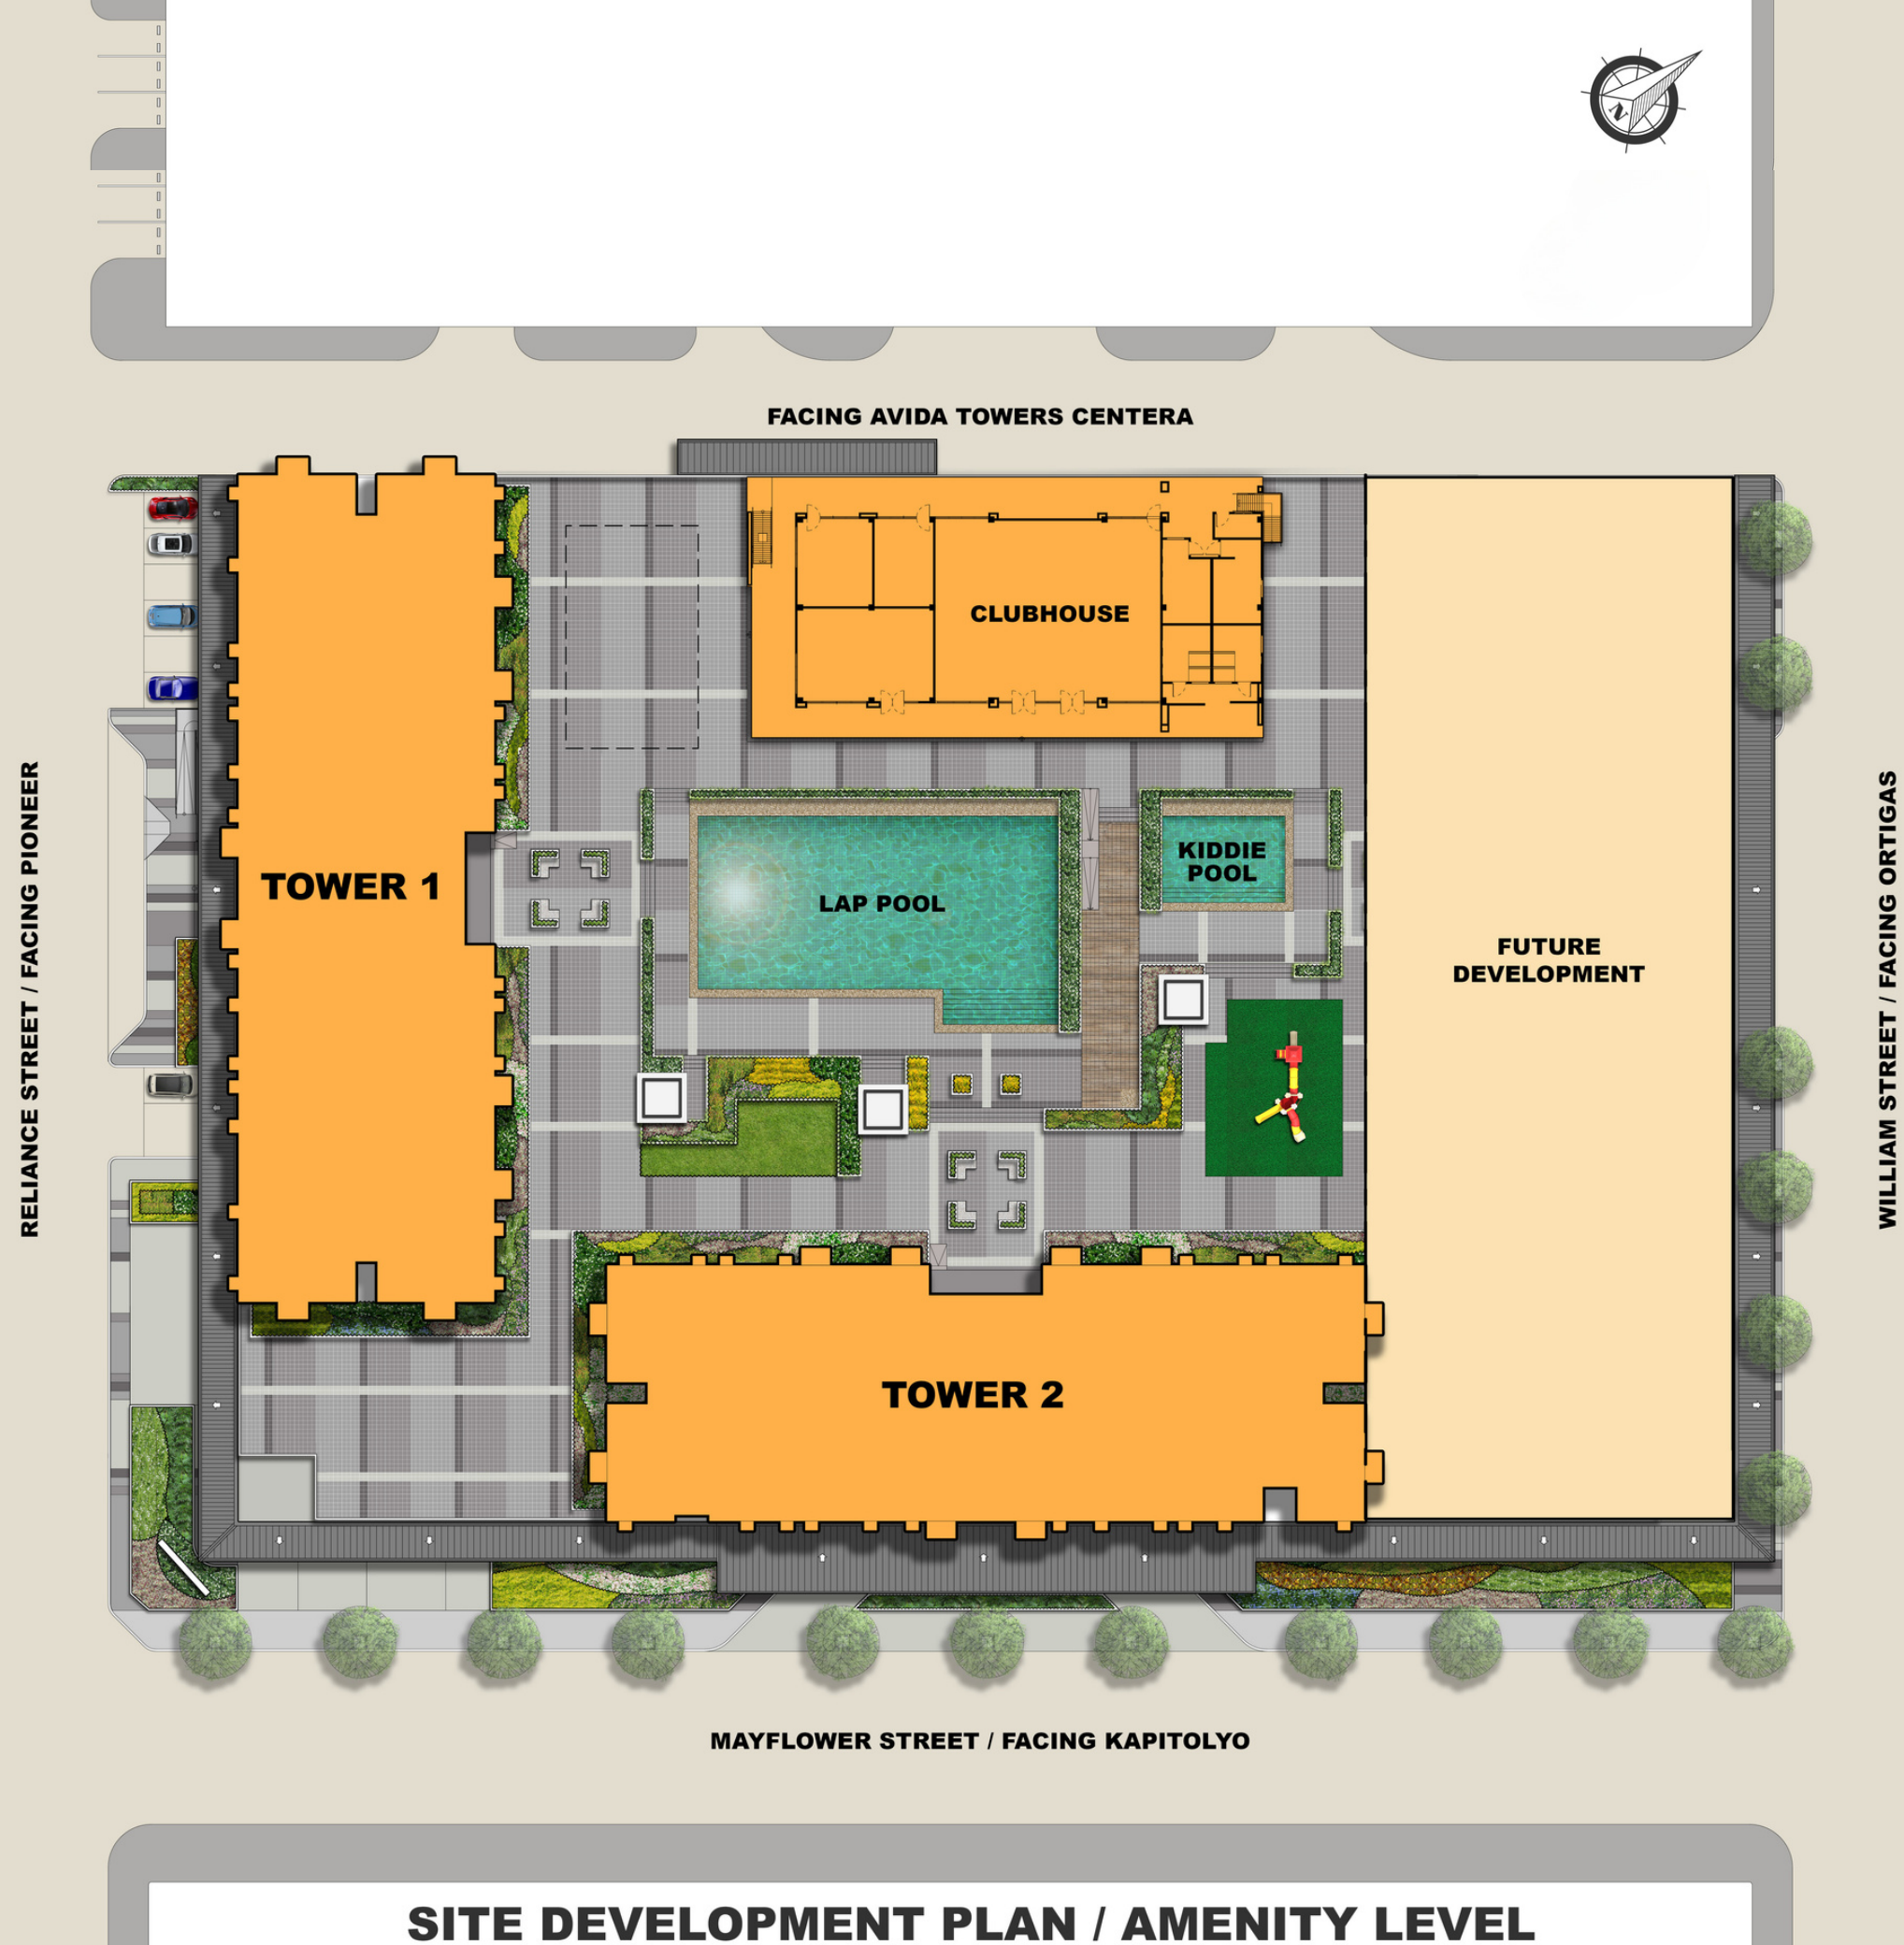 N
FACING AVIDA TOWERS CENTERA
CLUBHOUSE
RELIANCE STREET / FACING PIONEER
TOWER 1
LAP POOL
KIDDIE
POOL
FUTURE
DEVELOPMENT
WILLIAM STREET / FACING ORTIGAS
TOWER 2
MAYFLOWER STREET / FACING KAPITOLYO
SITE DEVELOPMENT PLAN / AMENITY LEVEL